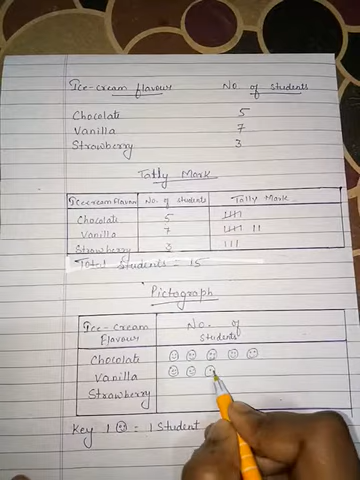 Ice-cream flavour No. of students
Chocolate 5
Vanilla 7
Strawberry 3
Tally Mark
Icecream flavour No. of students Tally Mark
Chocolate 5 ||||
Vanilla 7 |||| ||
Strawberry 3 |||
Total Students = 15
Pictograph
Ice-cream No. of
Flavour Students
Chocolate ☺ ☺ ☺ ☺ ☺
Vanilla ☺ ☺
Strawberry
Key 1 ☺ = 1 Student